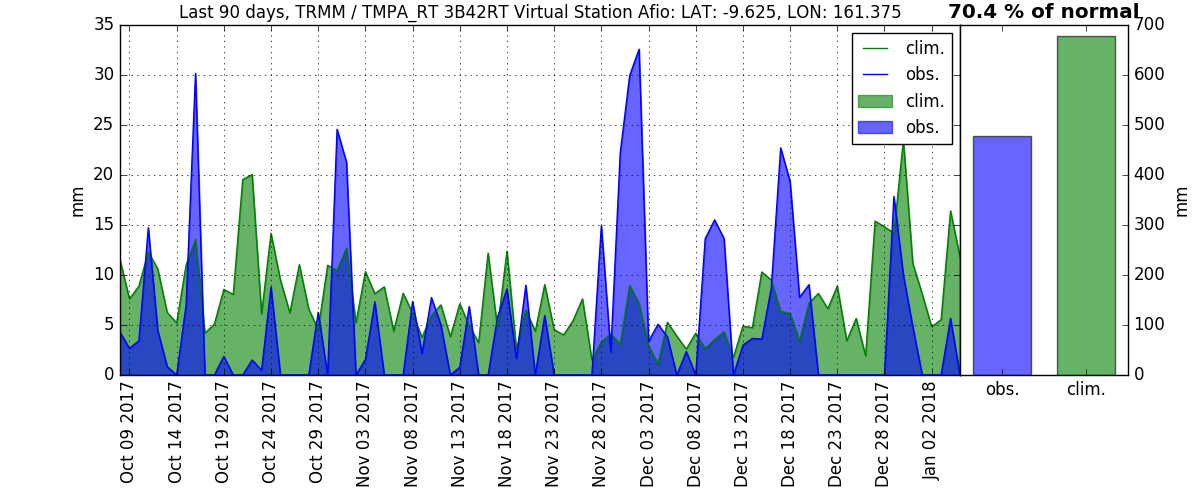 Last 90 days, TRMM / TMPA_RT 3B42RT Virtual Station Afio: LAT: -9.625, LON: 161.375
70.4 % of normal
35
30
25
20
15
10
5
0
mm
clim.
obs.
clim.
obs.
700
600
500
400
300
200
100
0
mm
Oct 09 2017
Oct 14 2017
Oct 19 2017
Oct 24 2017
Oct 29 2017
Nov 03 2017
Nov 08 2017
Nov 13 2017
Nov 18 2017
Nov 23 2017
Nov 28 2017
Dec 03 2017
Dec 08 2017
Dec 13 2017
Dec 18 2017
Dec 23 2017
Dec 28 2017
Jan 02 2018
obs.
clim.